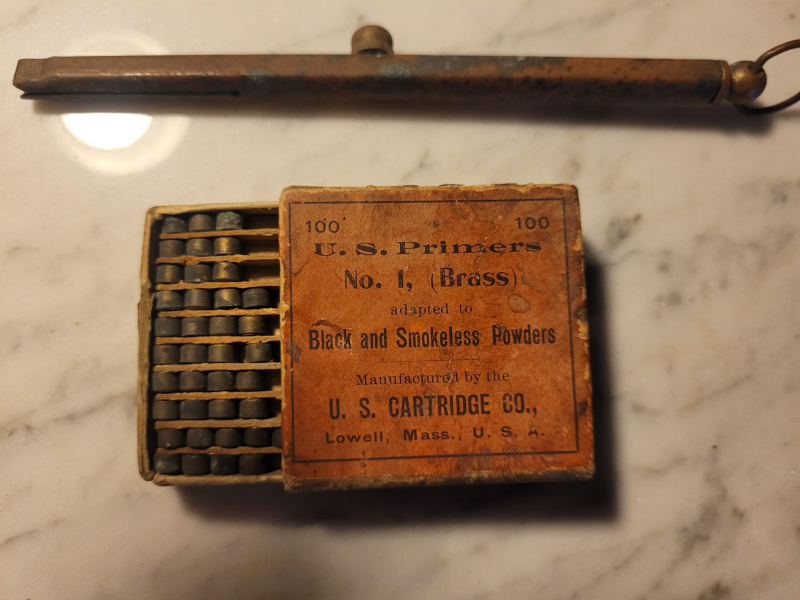 100 100
U. S. Primers
No. 1, (Brass)
adapted to
Black and Smokeless Powders
Manufactured by the
U. S. CARTRIDGE CO.,
Lowell, Mass., U. S. A.